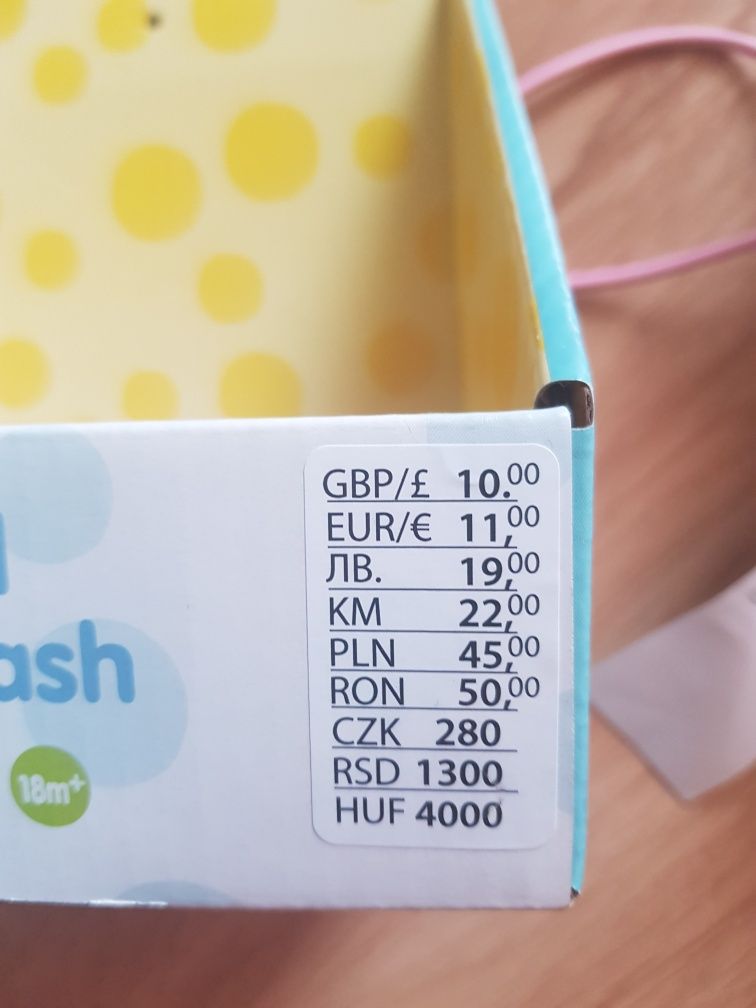 ash
18m+
GBP/£ 10.00
EUR/€ 11,00
ЛВ. 19,00
KM 22,00
PLN 45,00
RON 50,00
CZK 280
RSD 1300
HUF 4000